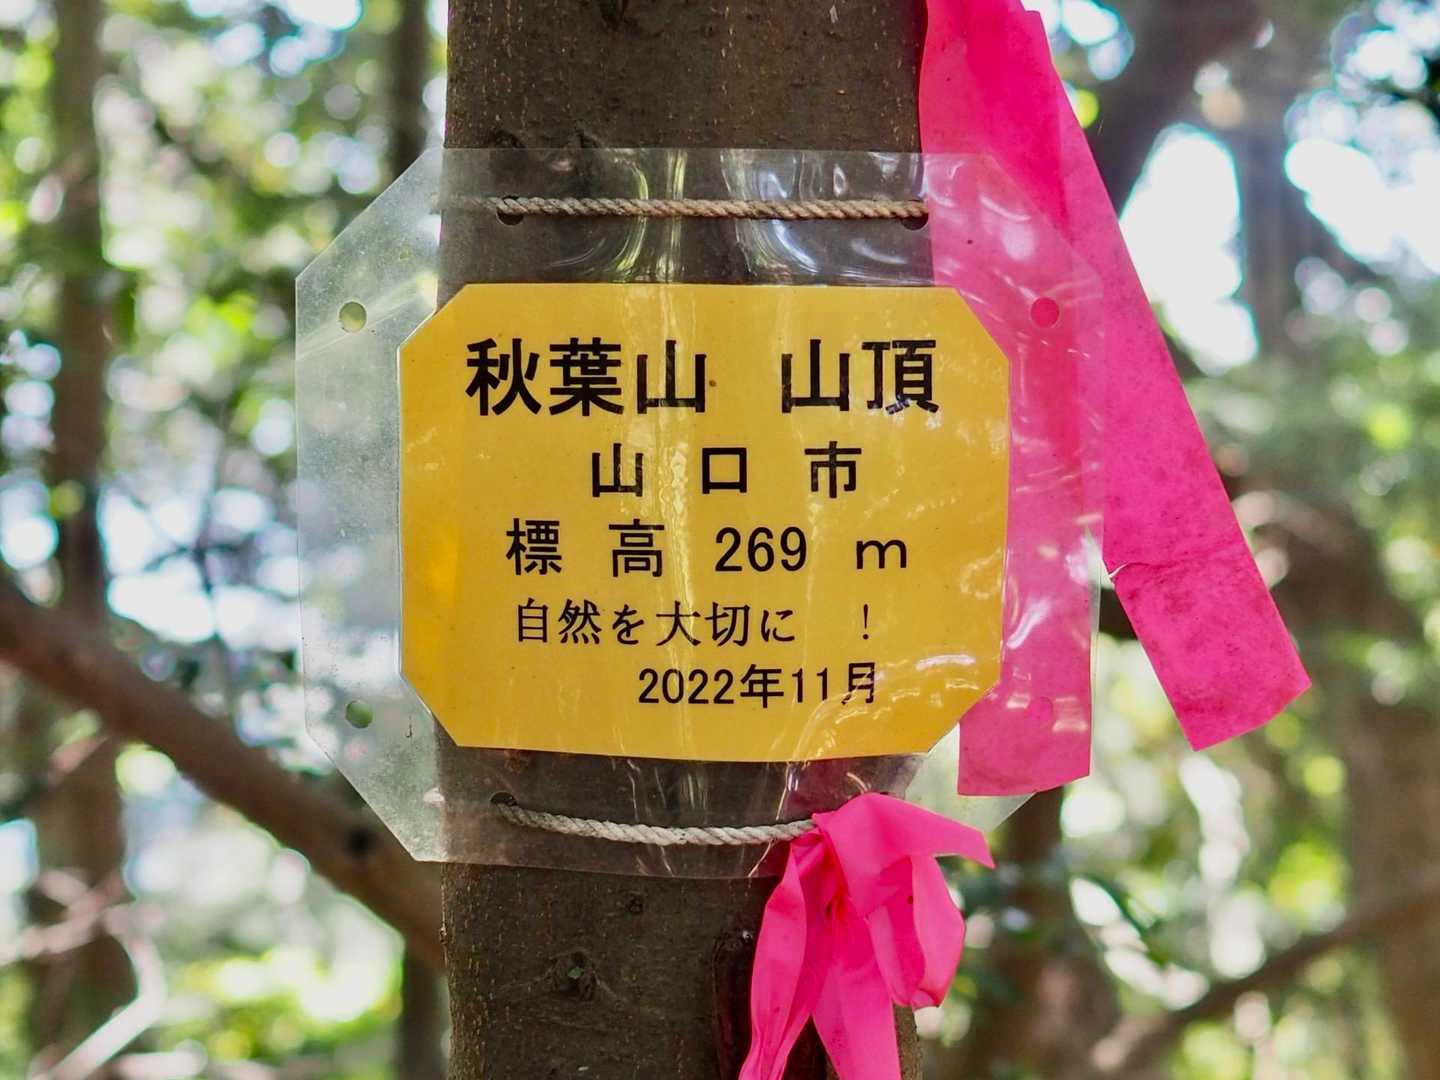 秋葉山 山頂
山口市
標高 269 m
自然を大切に !
2022年11月